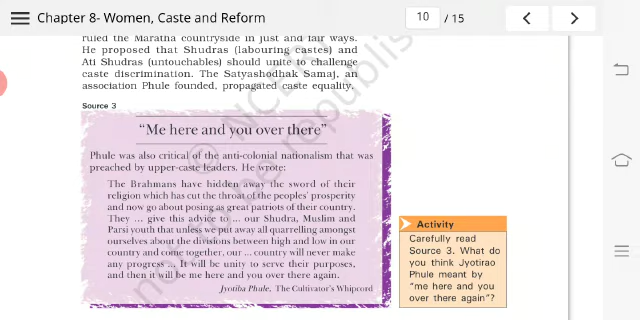 Chapter 8- Women, Caste and Reform
10 / 15
ruled the Maratha countryside in just and fair ways.
He proposed that Shudras (labouring castes) and
Ati Shudras (untouchables) should unite to challenge
caste discrimination. The Satyashodhak Samaj, an
association Phule founded, propagated caste equality.
Source 3
“Me here and you over there”
Phule was also critical of the anti-colonial nationalism that was
preached by upper-caste leaders. He wrote:
The Brahmans have hidden away the sword of their
religion which has cut the throat of the peoples’ prosperity
and now go about posing as great patriots of their country.
They ... give this advice to ... our Shudra, Muslim and
Parsi youth that unless we put away all quarrelling amongst
ourselves about the divisions between high and low in our
country and come together, our ... country will never make
any progress ... It will be unity to serve their purposes,
and then it will be me here and you over there again.
Jyotiba Phule, The Cultivator’s Whipcord
Activity
Carefully read
Source 3. What do
you think Jyotirao
Phule meant by
“me here and you
over there again”?